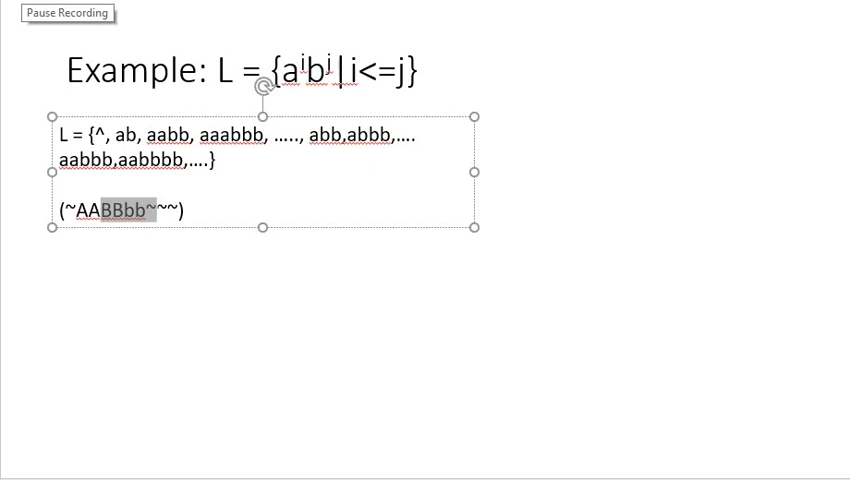 Pause Recording
Example: L = {aⁱbʲ|i<=j}
L = {^, ab, aabb, aaabbb, ….., abb,abbb,….
aabbb,aabbbb,….}
(~AABBbb~~~)